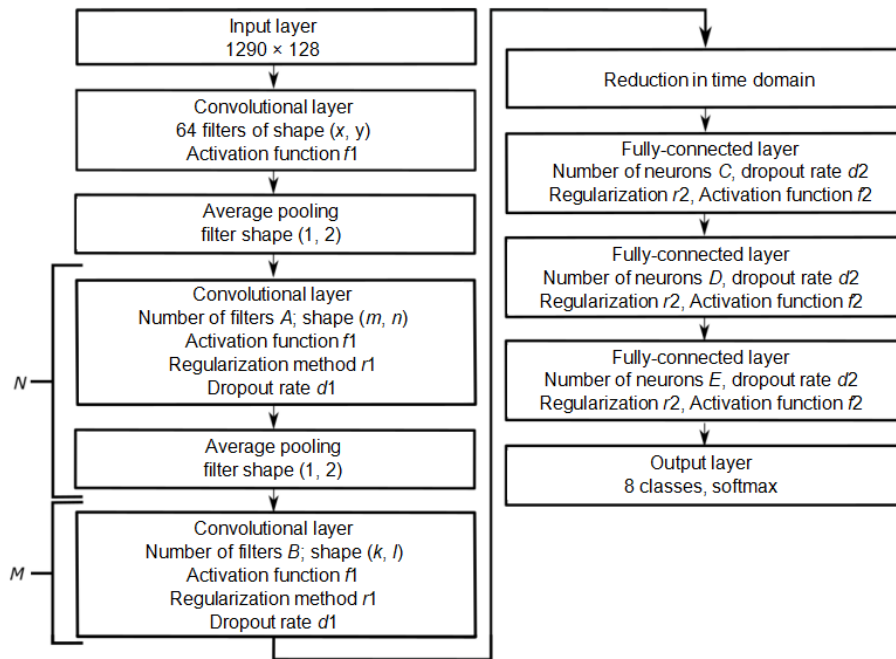 Input layer
1290 × 128
Convolutional layer
64 filters of shape (x, y)
Activation function f1
Average pooling
filter shape (1, 2)
N
Convolutional layer
Number of filters A; shape (m, n)
Activation function f1
Regularization method r1
Dropout rate d1
Average pooling
filter shape (1, 2)
M
Convolutional layer
Number of filters B; shape (k, l)
Activation function f1
Regularization method r1
Dropout rate d1
Reduction in time domain
Fully-connected layer
Number of neurons C, dropout rate d2
Regularization r2, Activation function f2
Fully-connected layer
Number of neurons D, dropout rate d2
Regularization r2, Activation function f2
Fully-connected layer
Number of neurons E, dropout rate d2
Regularization r2, Activation function f2
Output layer
8 classes, softmax